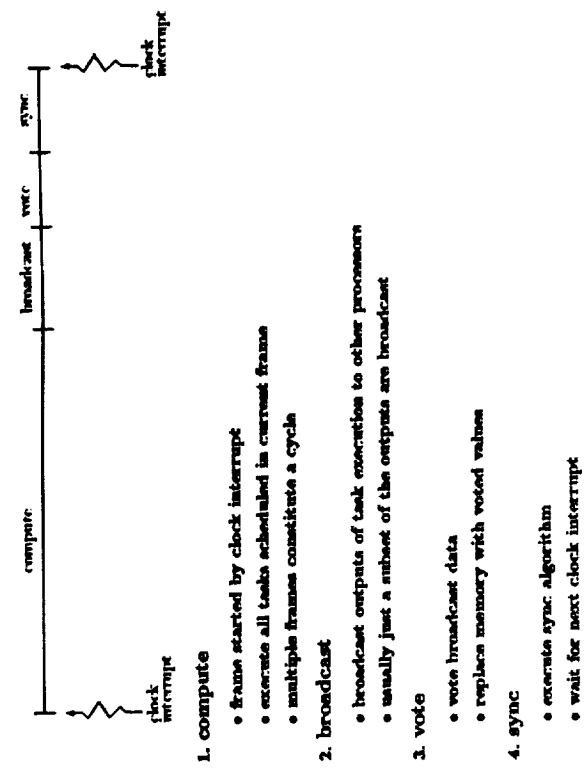 compute broadcast vote sync
clock
interrupt
clock
interrupt
1. compute
• frame started by clock interrupt
• execute all tasks scheduled in current frame
• multiple frames constitute a cycle
2. broadcast
• broadcast outputs of task execution to other processors
• usually just a subset of the outputs are broadcast
3. vote
• vote broadcast data
• replace memory with voted values
4. sync
• execute sync algorithm
• wait for next clock interrupt